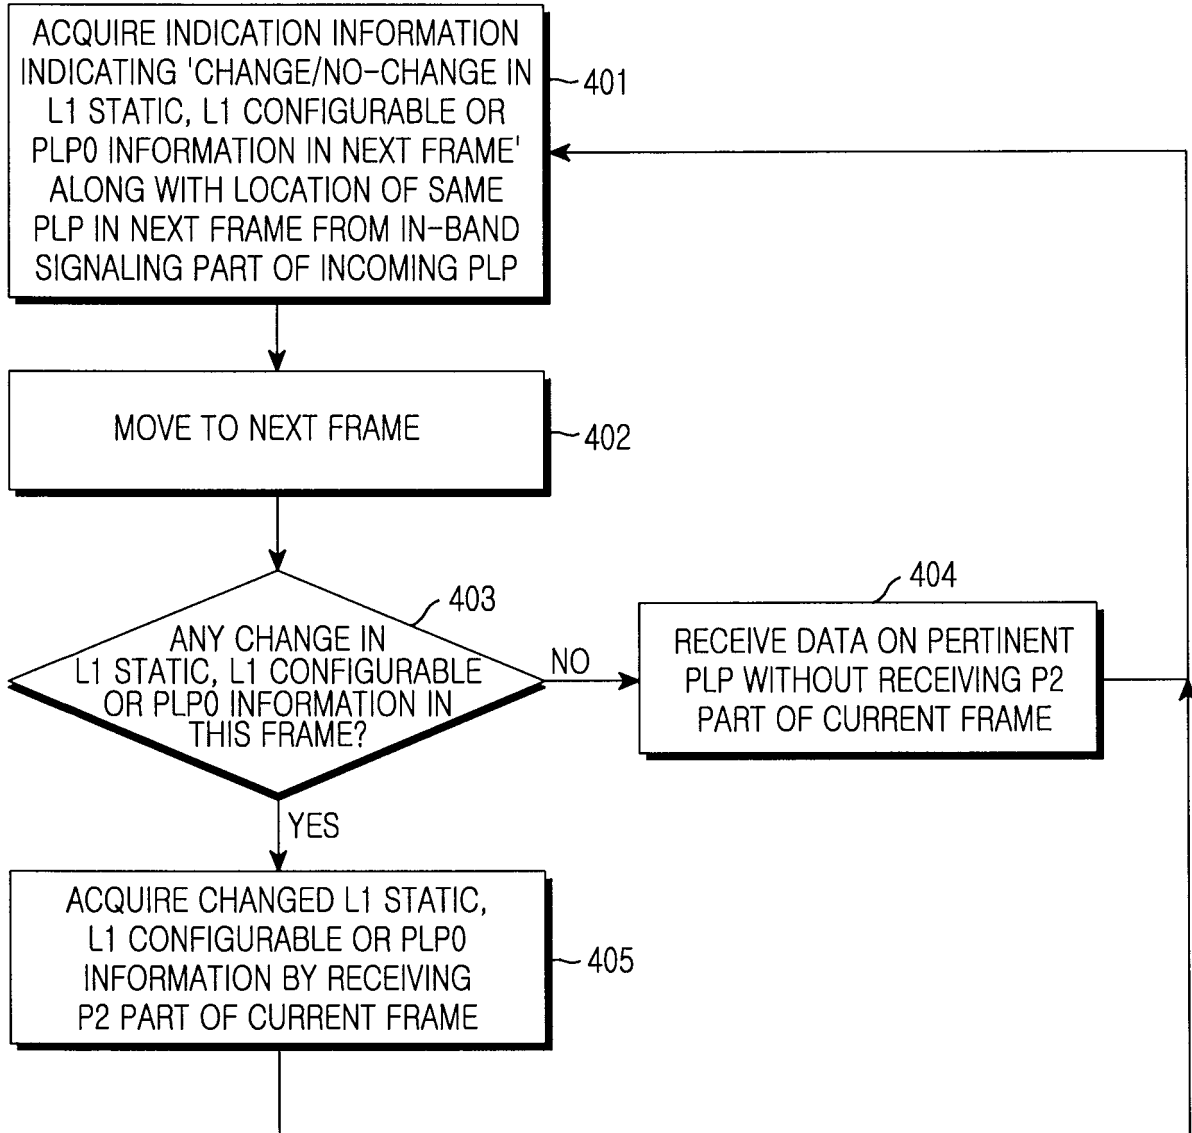 ACQUIRE INDICATION INFORMATION
INDICATING 'CHANGE/NO-CHANGE IN
L1 STATIC, L1 CONFIGURABLE OR
PLP0 INFORMATION IN NEXT FRAME'
ALONG WITH LOCATION OF SAME
PLP IN NEXT FRAME FROM IN-BAND
SIGNALING PART OF INCOMING PLP
401
MOVE TO NEXT FRAME
402
403
ANY CHANGE IN
L1 STATIC, L1 CONFIGURABLE
OR PLP0 INFORMATION IN
THIS FRAME?
NO
404
RECEIVE DATA ON PERTINENT
PLP WITHOUT RECEIVING P2
PART OF CURRENT FRAME
YES
ACQUIRE CHANGED L1 STATIC,
L1 CONFIGURABLE OR PLP0
INFORMATION BY RECEIVING
P2 PART OF CURRENT FRAME
405